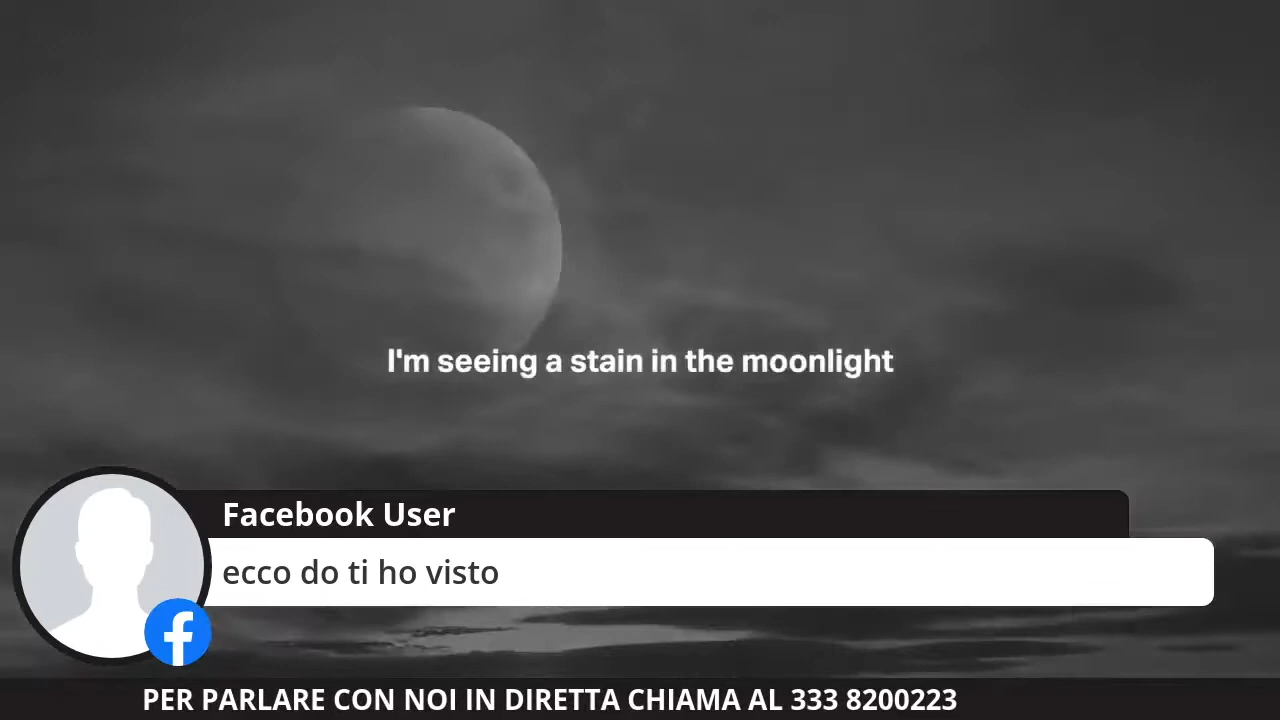 I'm seeing a stain in the moonlight
Facebook User
ecco do ti ho visto
PER PARLARE CON NOI IN DIRETTA CHIAMA AL 333 8200223